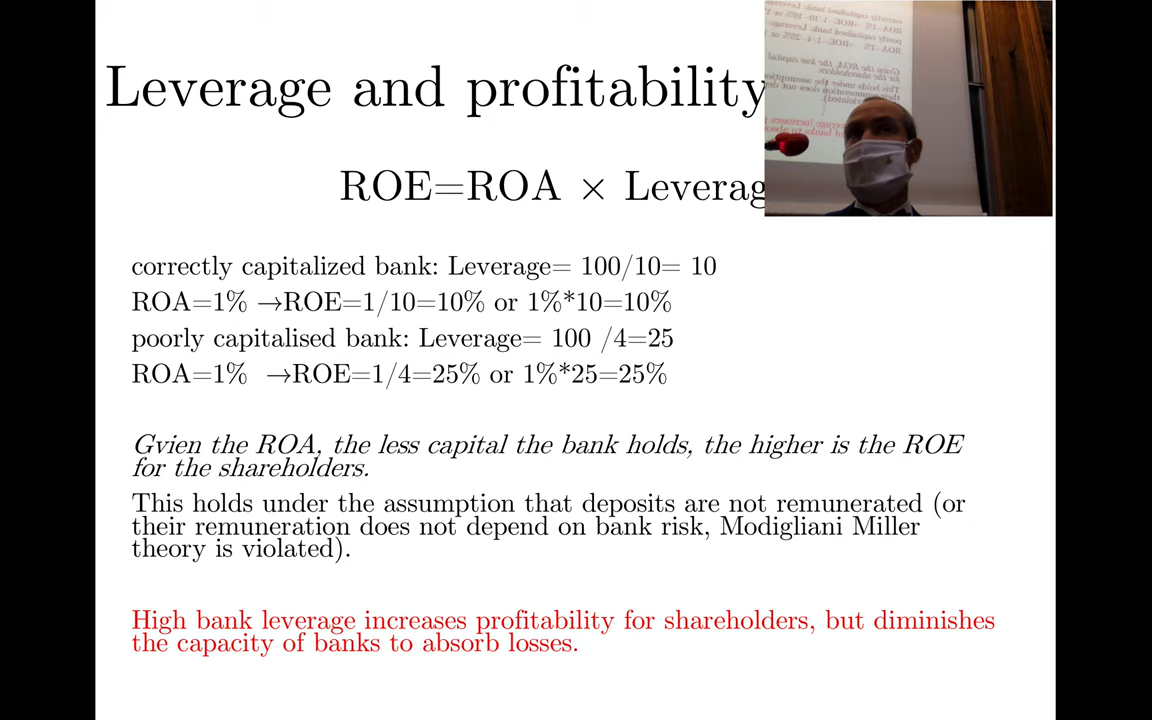 Leverage and profitability
ROE=ROA × Leverag
correctly capitalized bank: Leverage= 100/10= 10
ROA=1% →ROE=1/10=10% or 1%*10=10%
poorly capitalised bank: Leverage= 100 /4=25
ROA=1% →ROE=1/4=25% or 1%*25=25%
Gvien the ROA, the less capital the bank holds, the higher is the ROE
for the shareholders.
This holds under the assumption that deposits are not remunerated (or
their remuneration does not depend on bank risk, Modigliani Miller
theory is violated).
High bank leverage increases profitability for shareholders, but diminishes
the capacity of banks to absorb losses.